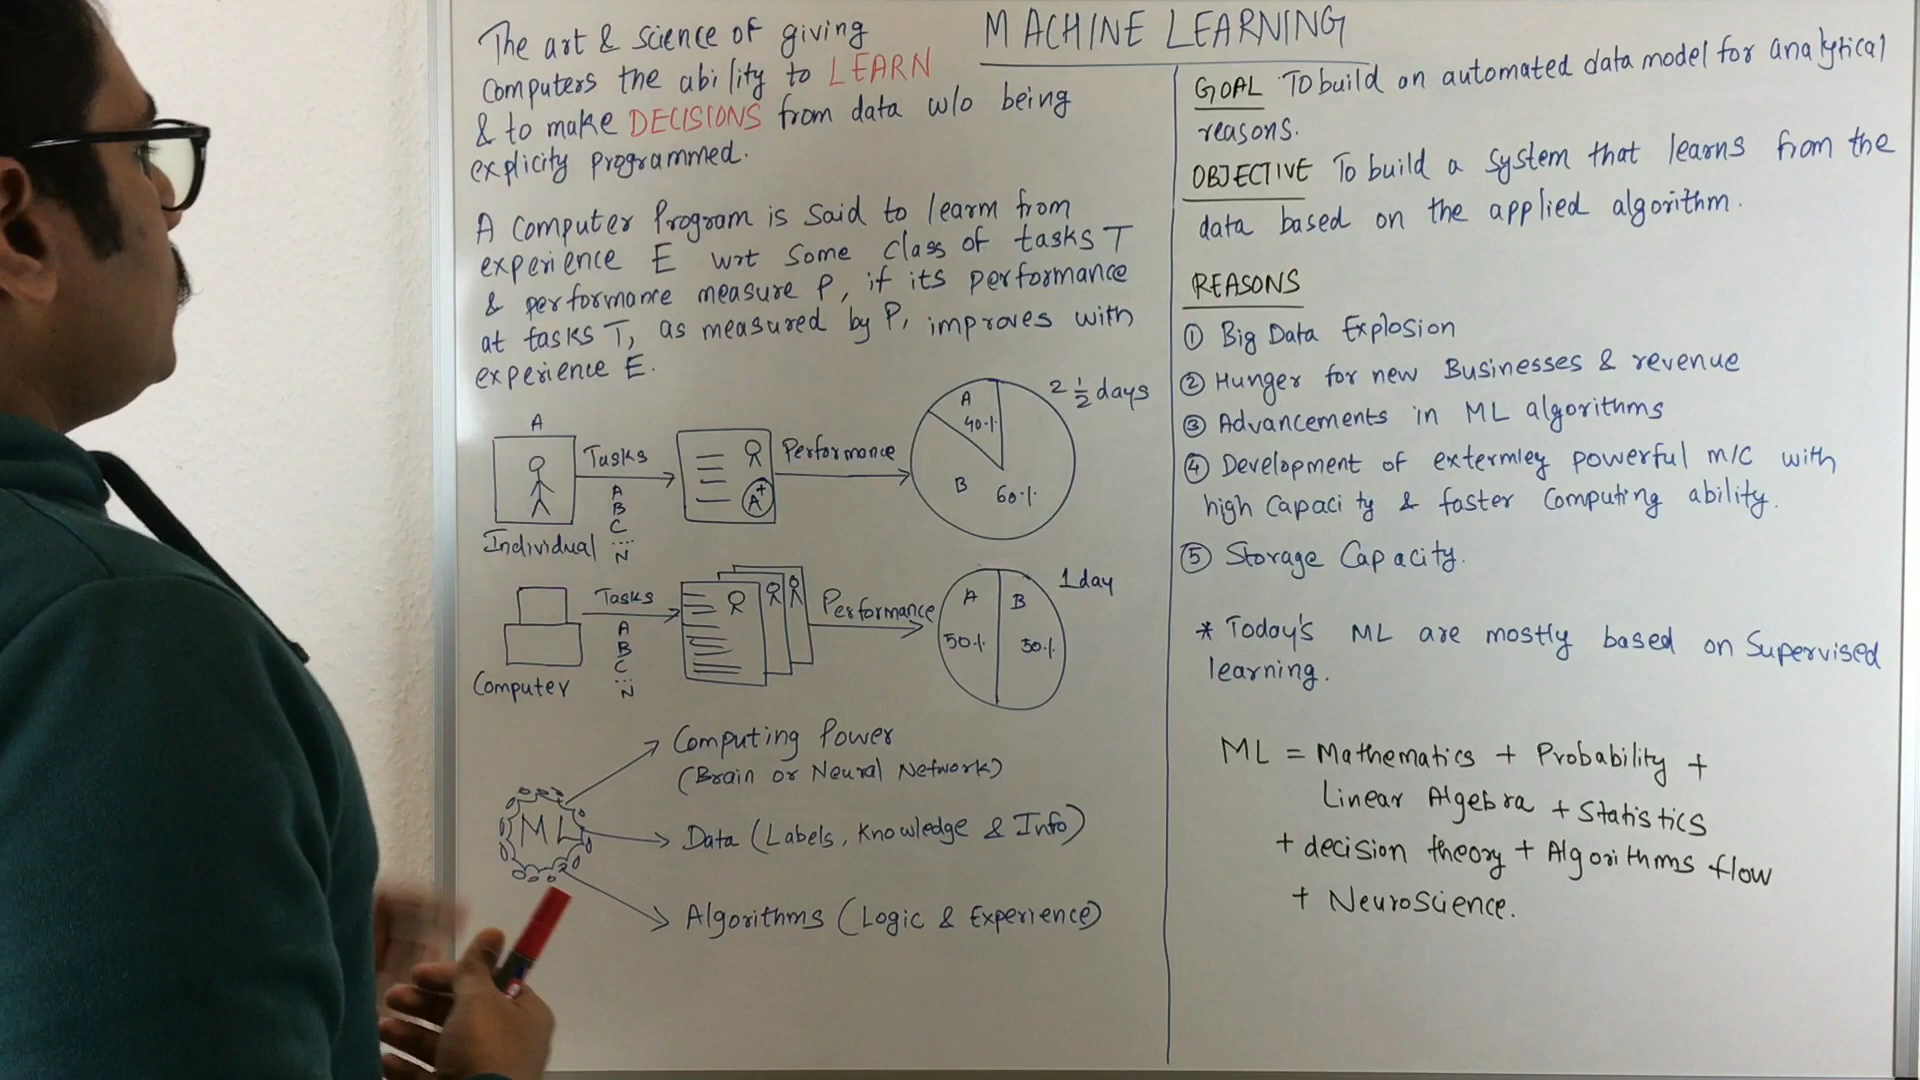 MACHINE LEARNING
The art & science of giving
computers the ability to LEARN
& to make DECISIONS from data w/o being
explicity programmed.
A Computer Program is said to learm from
experience E wrt some class of tasks T
& performance measure P, if its performance
at tasks T, as measured by P, improves with
experience E.
A
Individual
Tasks
A
B
C
....
N
A+
Performance
A
40%
B
60%
2 1/2 days
Computer
Tasks
A
B
C
...
N
Performance
A
50%
B
50%
1 day
ML
Computing Power
(Brain or Neural Network)
Data (Labels, Knowledge & Info)
Algorithms (Logic & Experience)
GOAL To build an automated data model for analytical
reasons.
OBJECTIVE To build a system that learns from the
data based on the applied algorithm.
REASONS
① Big Data Explosion
② Hunger for new Businesses & revenue
③ Advancements in ML algorithms
④ Development of extermley powerful m/c with
high capacity & faster computing ability.
⑤ Storage Capacity.
* Today's ML are mostly based on Supervised
learning.
ML = Mathematics + Probability +
Linear Algebra + Statistics
+ decision theory + Algorithms flow
+ NeuroScience.